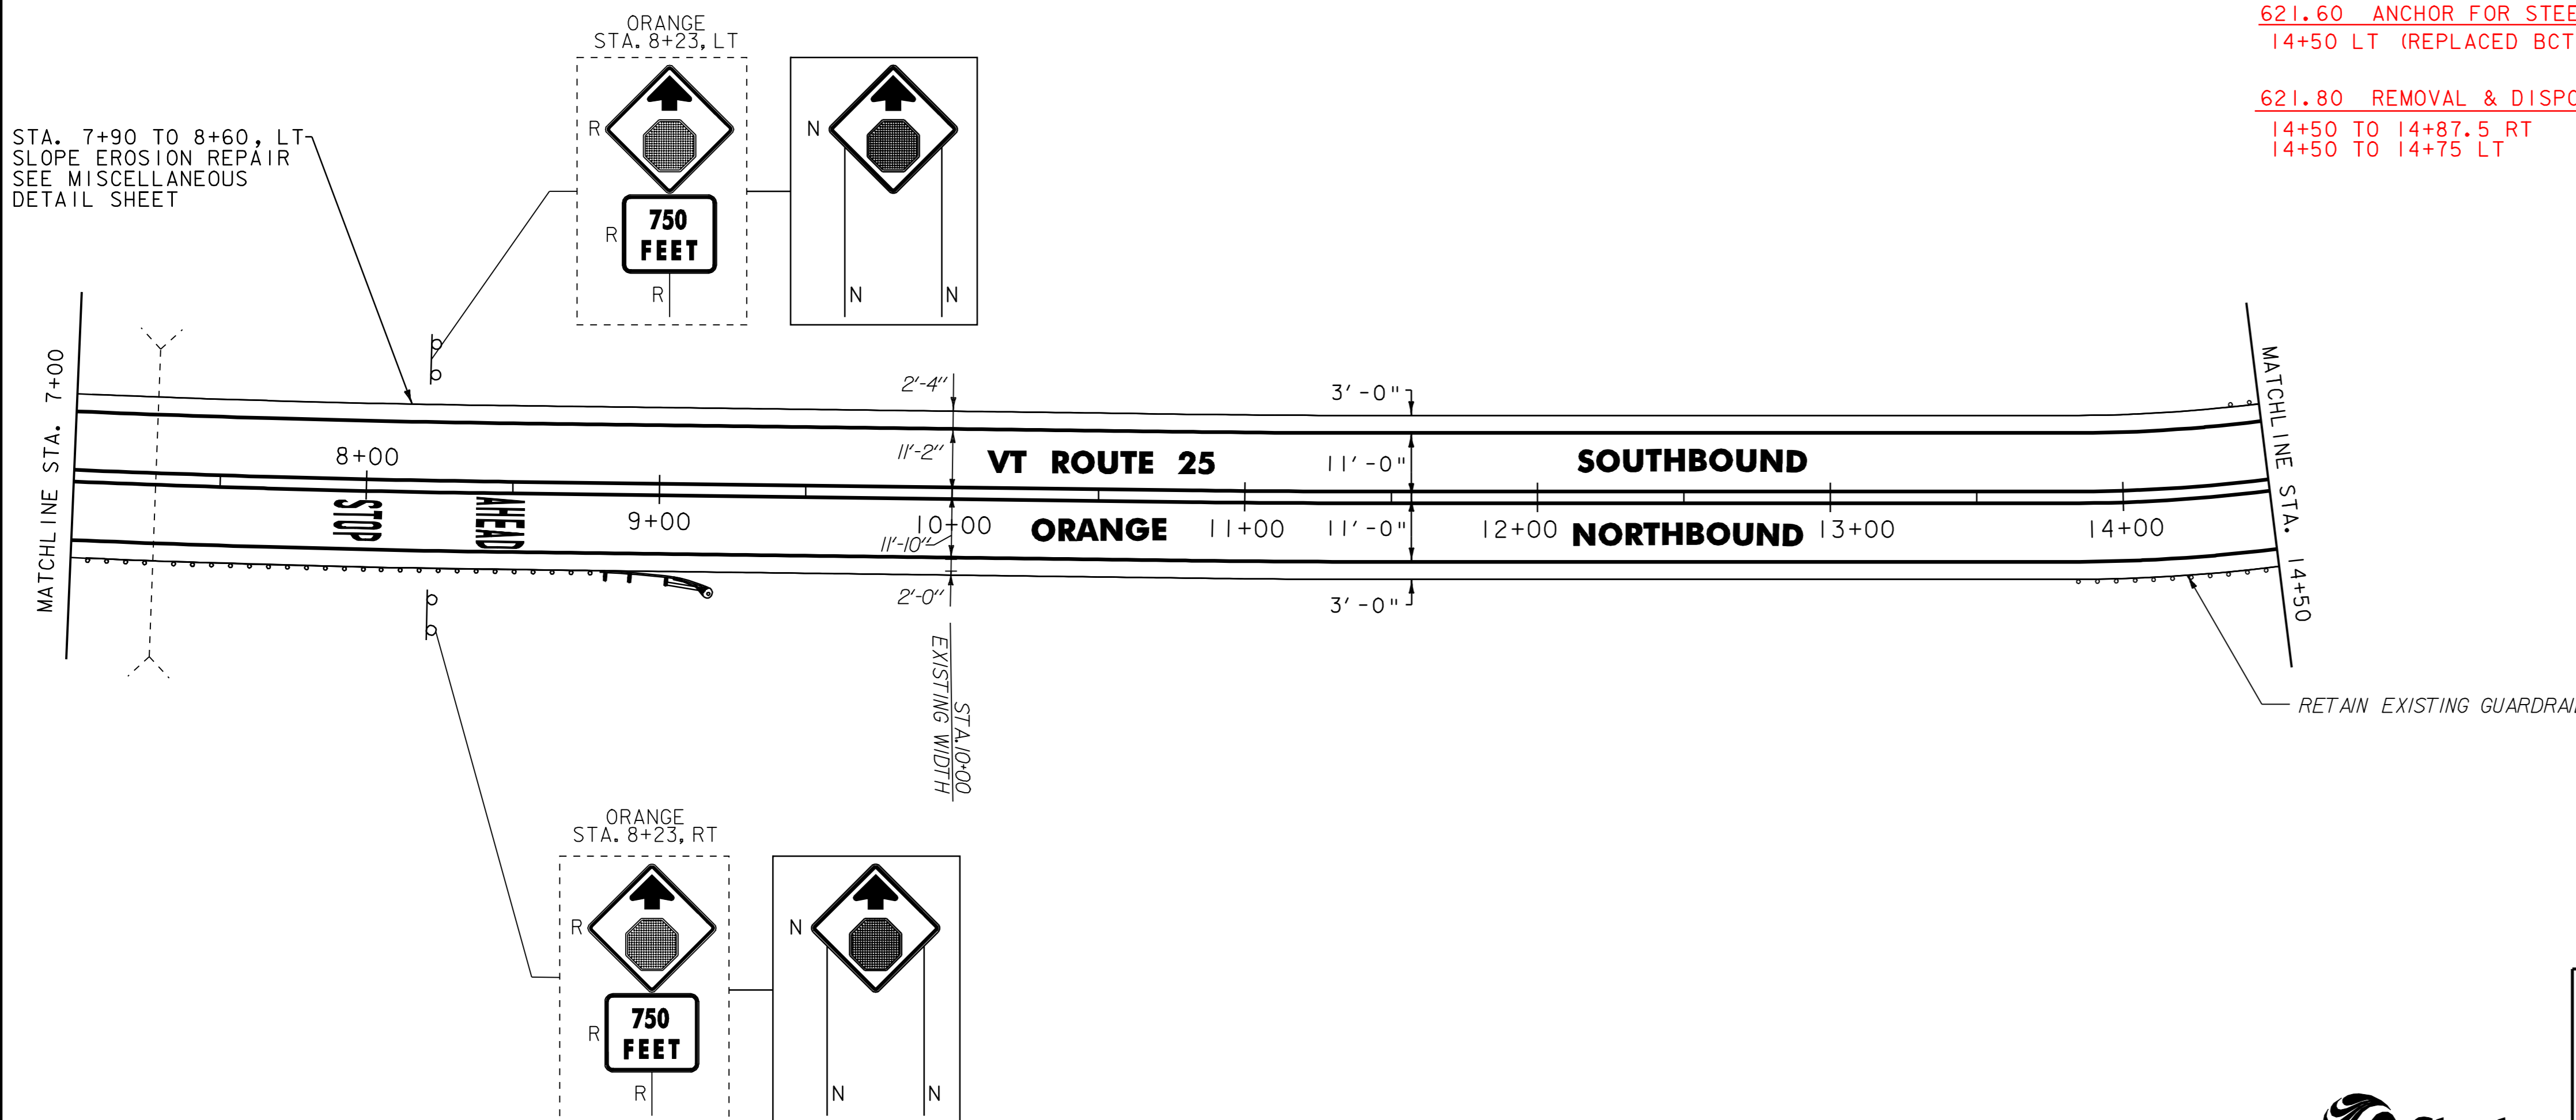 621.60 ANCHOR FOR STEE
14+50 LT (REPLACED BCT
621.80 REMOVAL & DISPO
14+50 TO 14+87.5 RT
14+50 TO 14+75 LT
ORANGE
STA. 8+23, LT
R
750
FEET
R
R
N
N
N
STA. 7+90 TO 8+60, LT
SLOPE EROSION REPAIR
SEE MISCELLANEOUS
DETAIL SHEET
MATCHLINE STA. 7+00
8+00
STOP
AHEAD
9+00
2'-4"
11'-2"
10+00
11'-10"
2'-0"
STA. 10+00
EXISTING WIDTH
VT ROUTE 25
ORANGE
11+00
3'-0"
11'-0"
11'-0"
3'-0"
12+00
SOUTHBOUND
NORTHBOUND
13+00
14+00
MATCHLINE STA. 14+50
RETAIN EXISTING GUARDRAI
ORANGE
STA. 8+23, RT
R
750
FEET
R
R
N
N
N